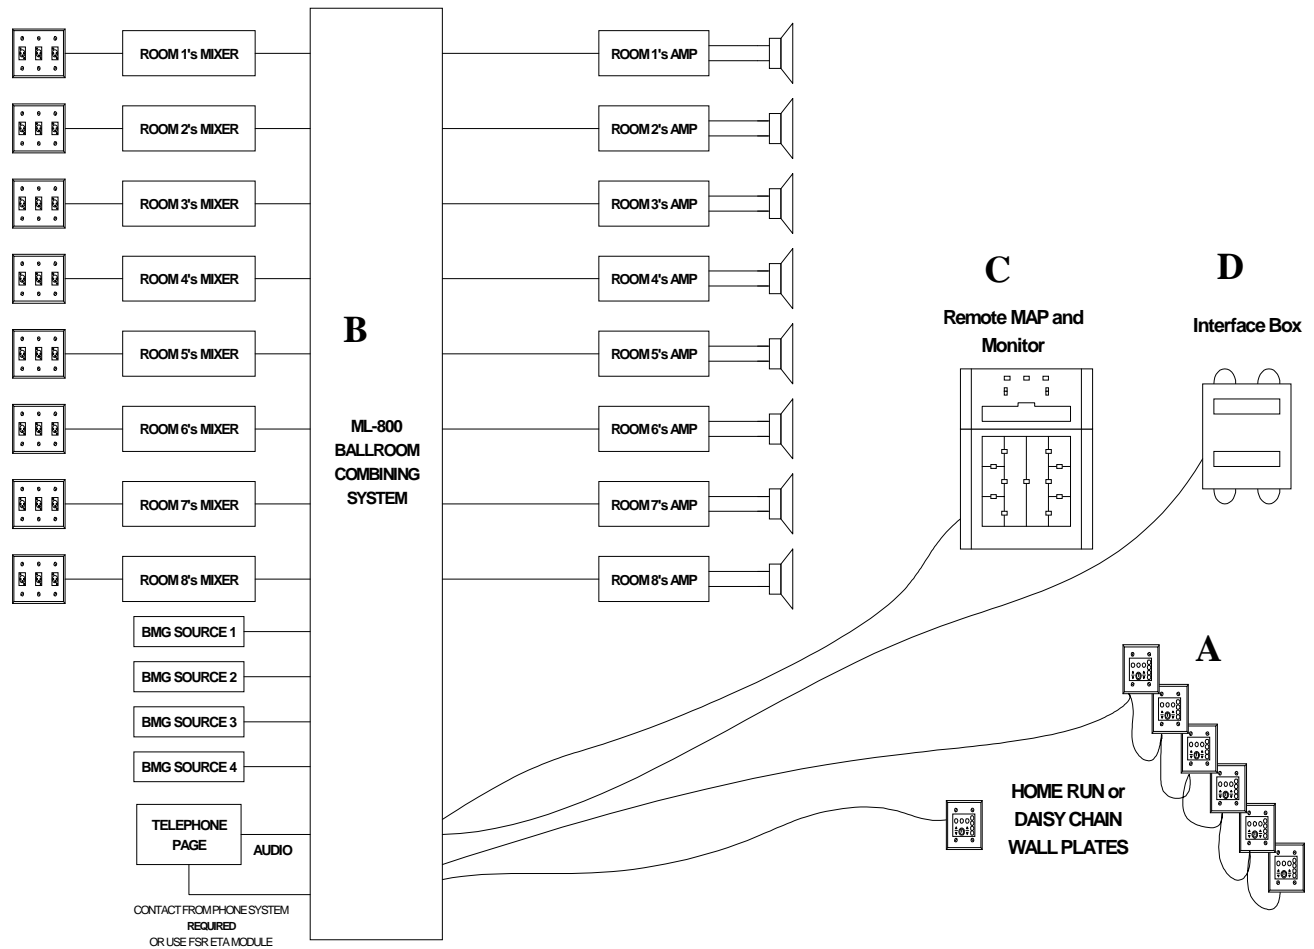 ROOM 1's MIXER
ROOM 1's AMP
ROOM 2's MIXER
ROOM 2's AMP
ROOM 3's MIXER
ROOM 3's AMP
ROOM 4's MIXER
ROOM 4's AMP
ROOM 5's MIXER
ROOM 5's AMP
ROOM 6's MIXER
ROOM 6's AMP
ROOM 7's MIXER
ROOM 7's AMP
ROOM 8's MIXER
ROOM 8's AMP
B
ML-800
BALLROOM
COMBINING
SYSTEM
C
Remote MAP and
Monitor
D
Interface Box
BMG SOURCE 1
BMG SOURCE 2
BMG SOURCE 3
BMG SOURCE 4
TELEPHONE
PAGE
AUDIO
A
HOME RUN or
DAISY CHAIN
WALL PLATES
CONTACT FROM PHONE SYSTEM
REQUIRED
OR USE FSR ETA MODULE